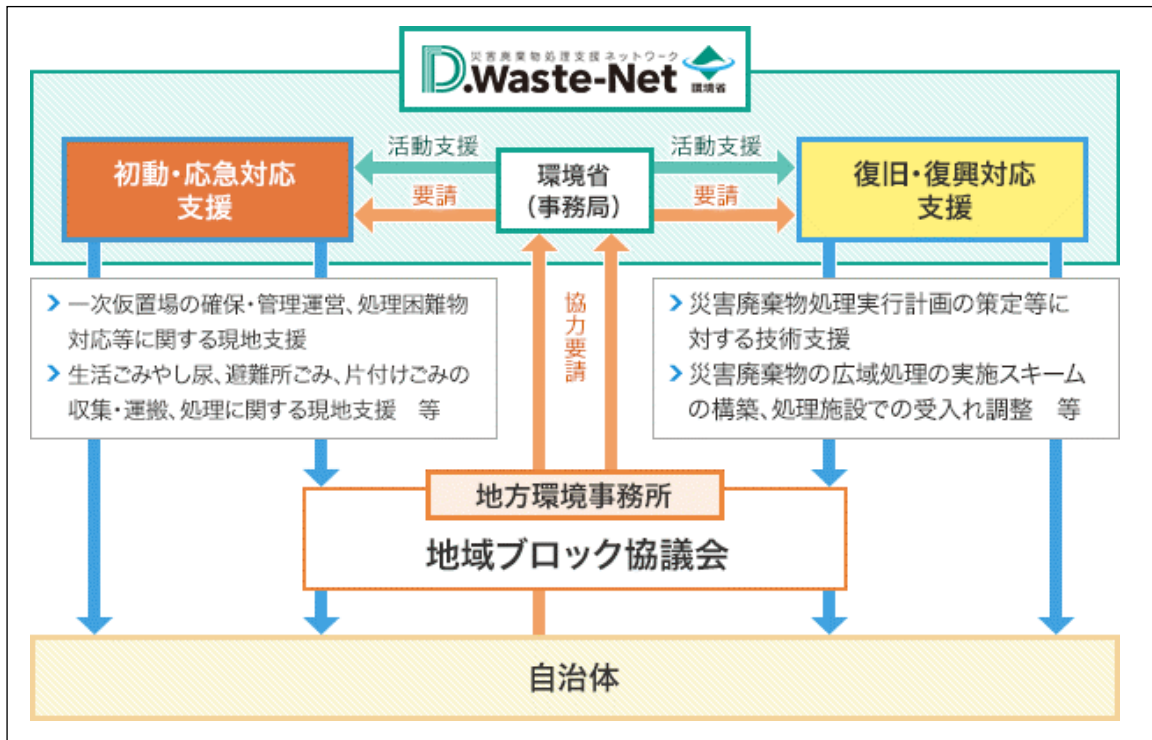 災害廃棄物処理支援ネットワーク
D.Waste-Net
環境省
初動・応急対応
支援
活動支援
要請
環境省
（事務局）
活動支援
要請
復旧・復興対応
支援
一次仮置場の確保・管理運営、処理困難物
対応等に関する現地支援
生活ごみやし尿、避難所ごみ、片付けごみの
収集・運搬、処理に関する現地支援　等
協力要請
災害廃棄物処理実行計画の策定等に
対する技術支援
災害廃棄物の広域処理の実施スキーム
の構築、処理施設での受入れ調整　等
地方環境事務所
地域ブロック協議会
自治体